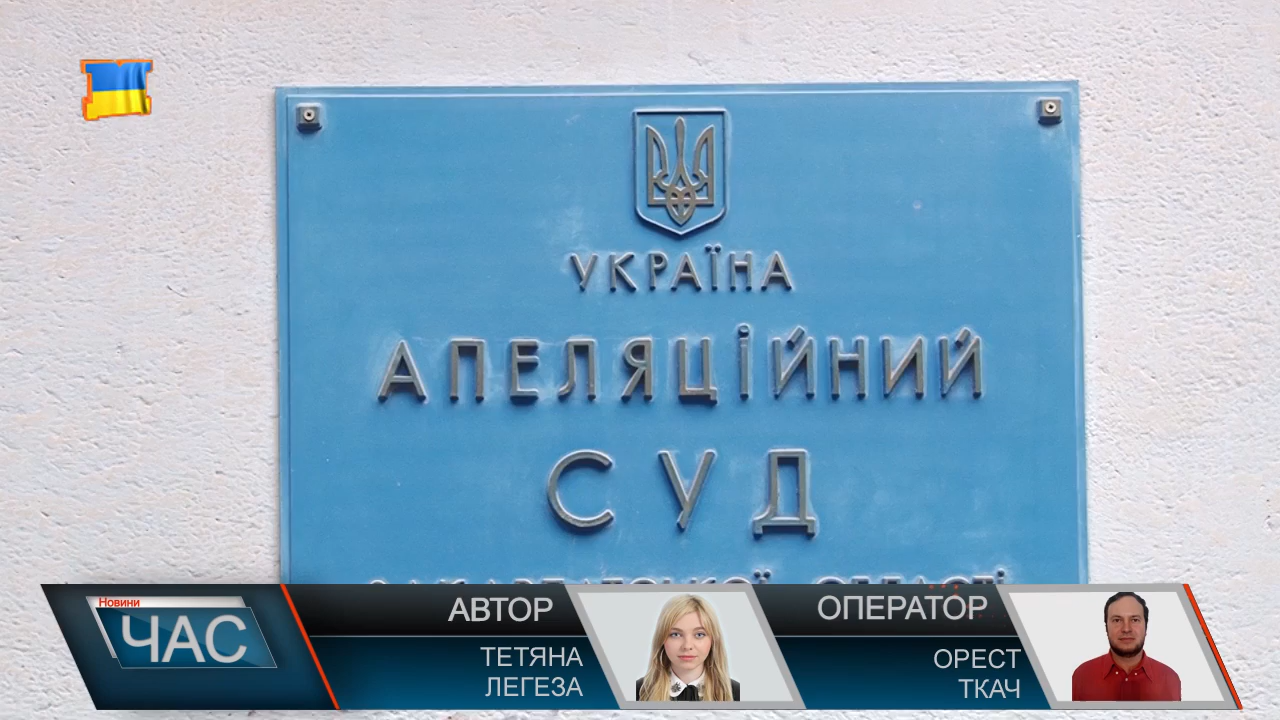 УКРАЇНА
АПЕЛЯЦІЙНИЙ
СУД
Новини
ЧАС
АВТОР
ТЕТЯНА
ЛЕГЕЗА
ОПЕРАТОР
ОРЕСТ
ТКАЧ